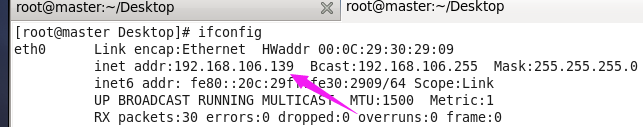 root@master:~/Desktop root@master:~/Desktop
[root@master Desktop]# ifconfig
eth0 Link encap:Ethernet HWaddr 00:0C:29:30:29:09
inet addr:192.168.106.139 Bcast:192.168.106.255 Mask:255.255.255.0
inet6 addr: fe80::20c:29f fe30:2909/64 Scope:Link
UP BROADCAST RUNNING MULTICAST MTU:1500 Metric:1
RX packets:30 errors:0 dropped:0 overruns:0 frame:0